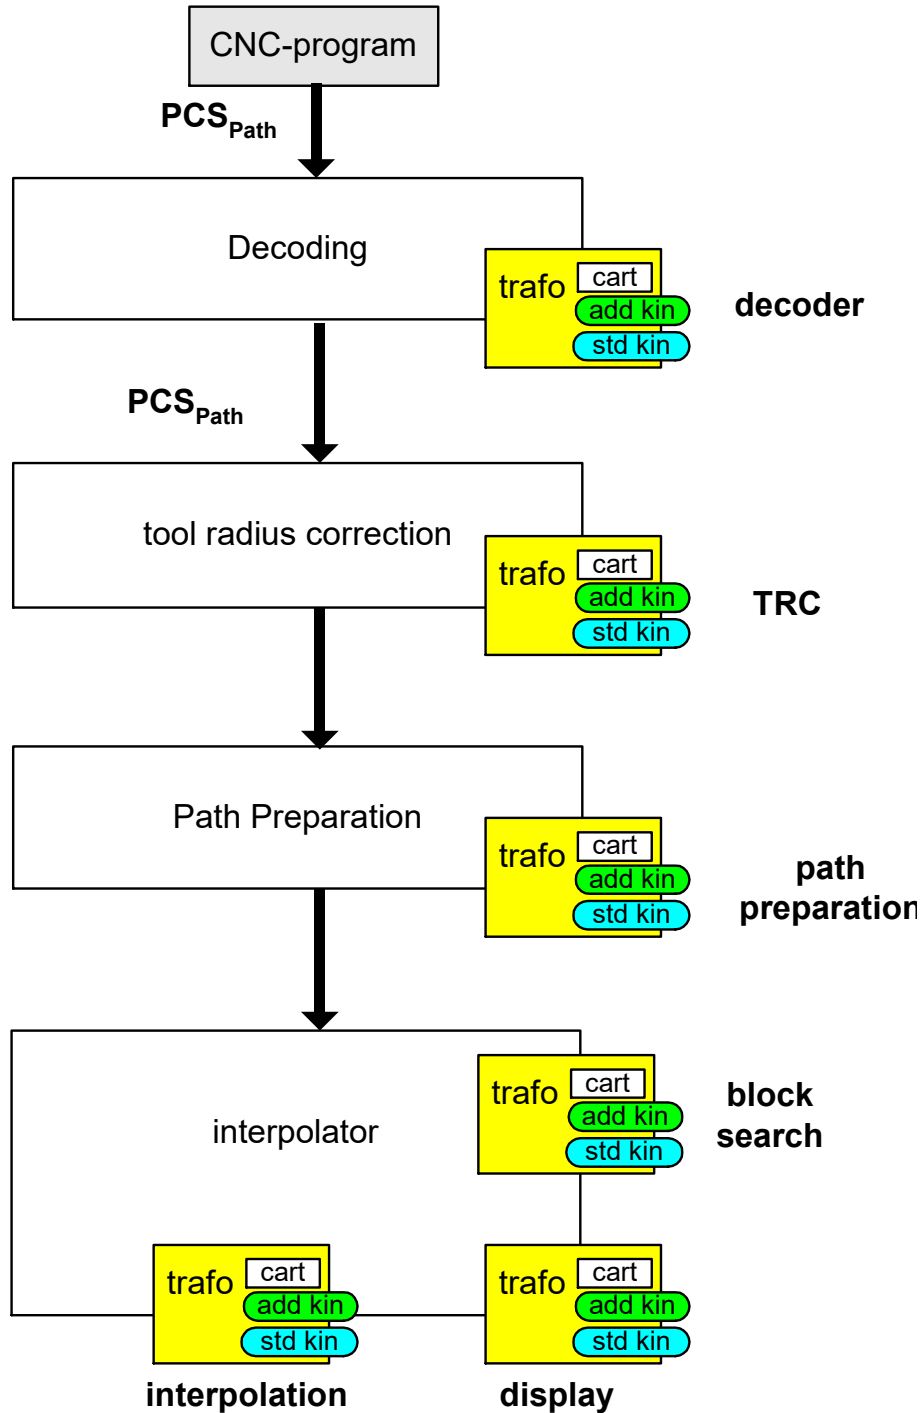 CNC-program
PCSPath
Decoding
trafo
cart
add kin
std kin
decoder
PCSPath
tool radius correction
trafo
cart
add kin
std kin
TRC
Path Preparation
trafo
cart
add kin
std kin
path
preparation
interpolator
trafo
cart
add kin
std kin
block
search
trafo
cart
add kin
std kin
interpolation
trafo
cart
add kin
std kin
display